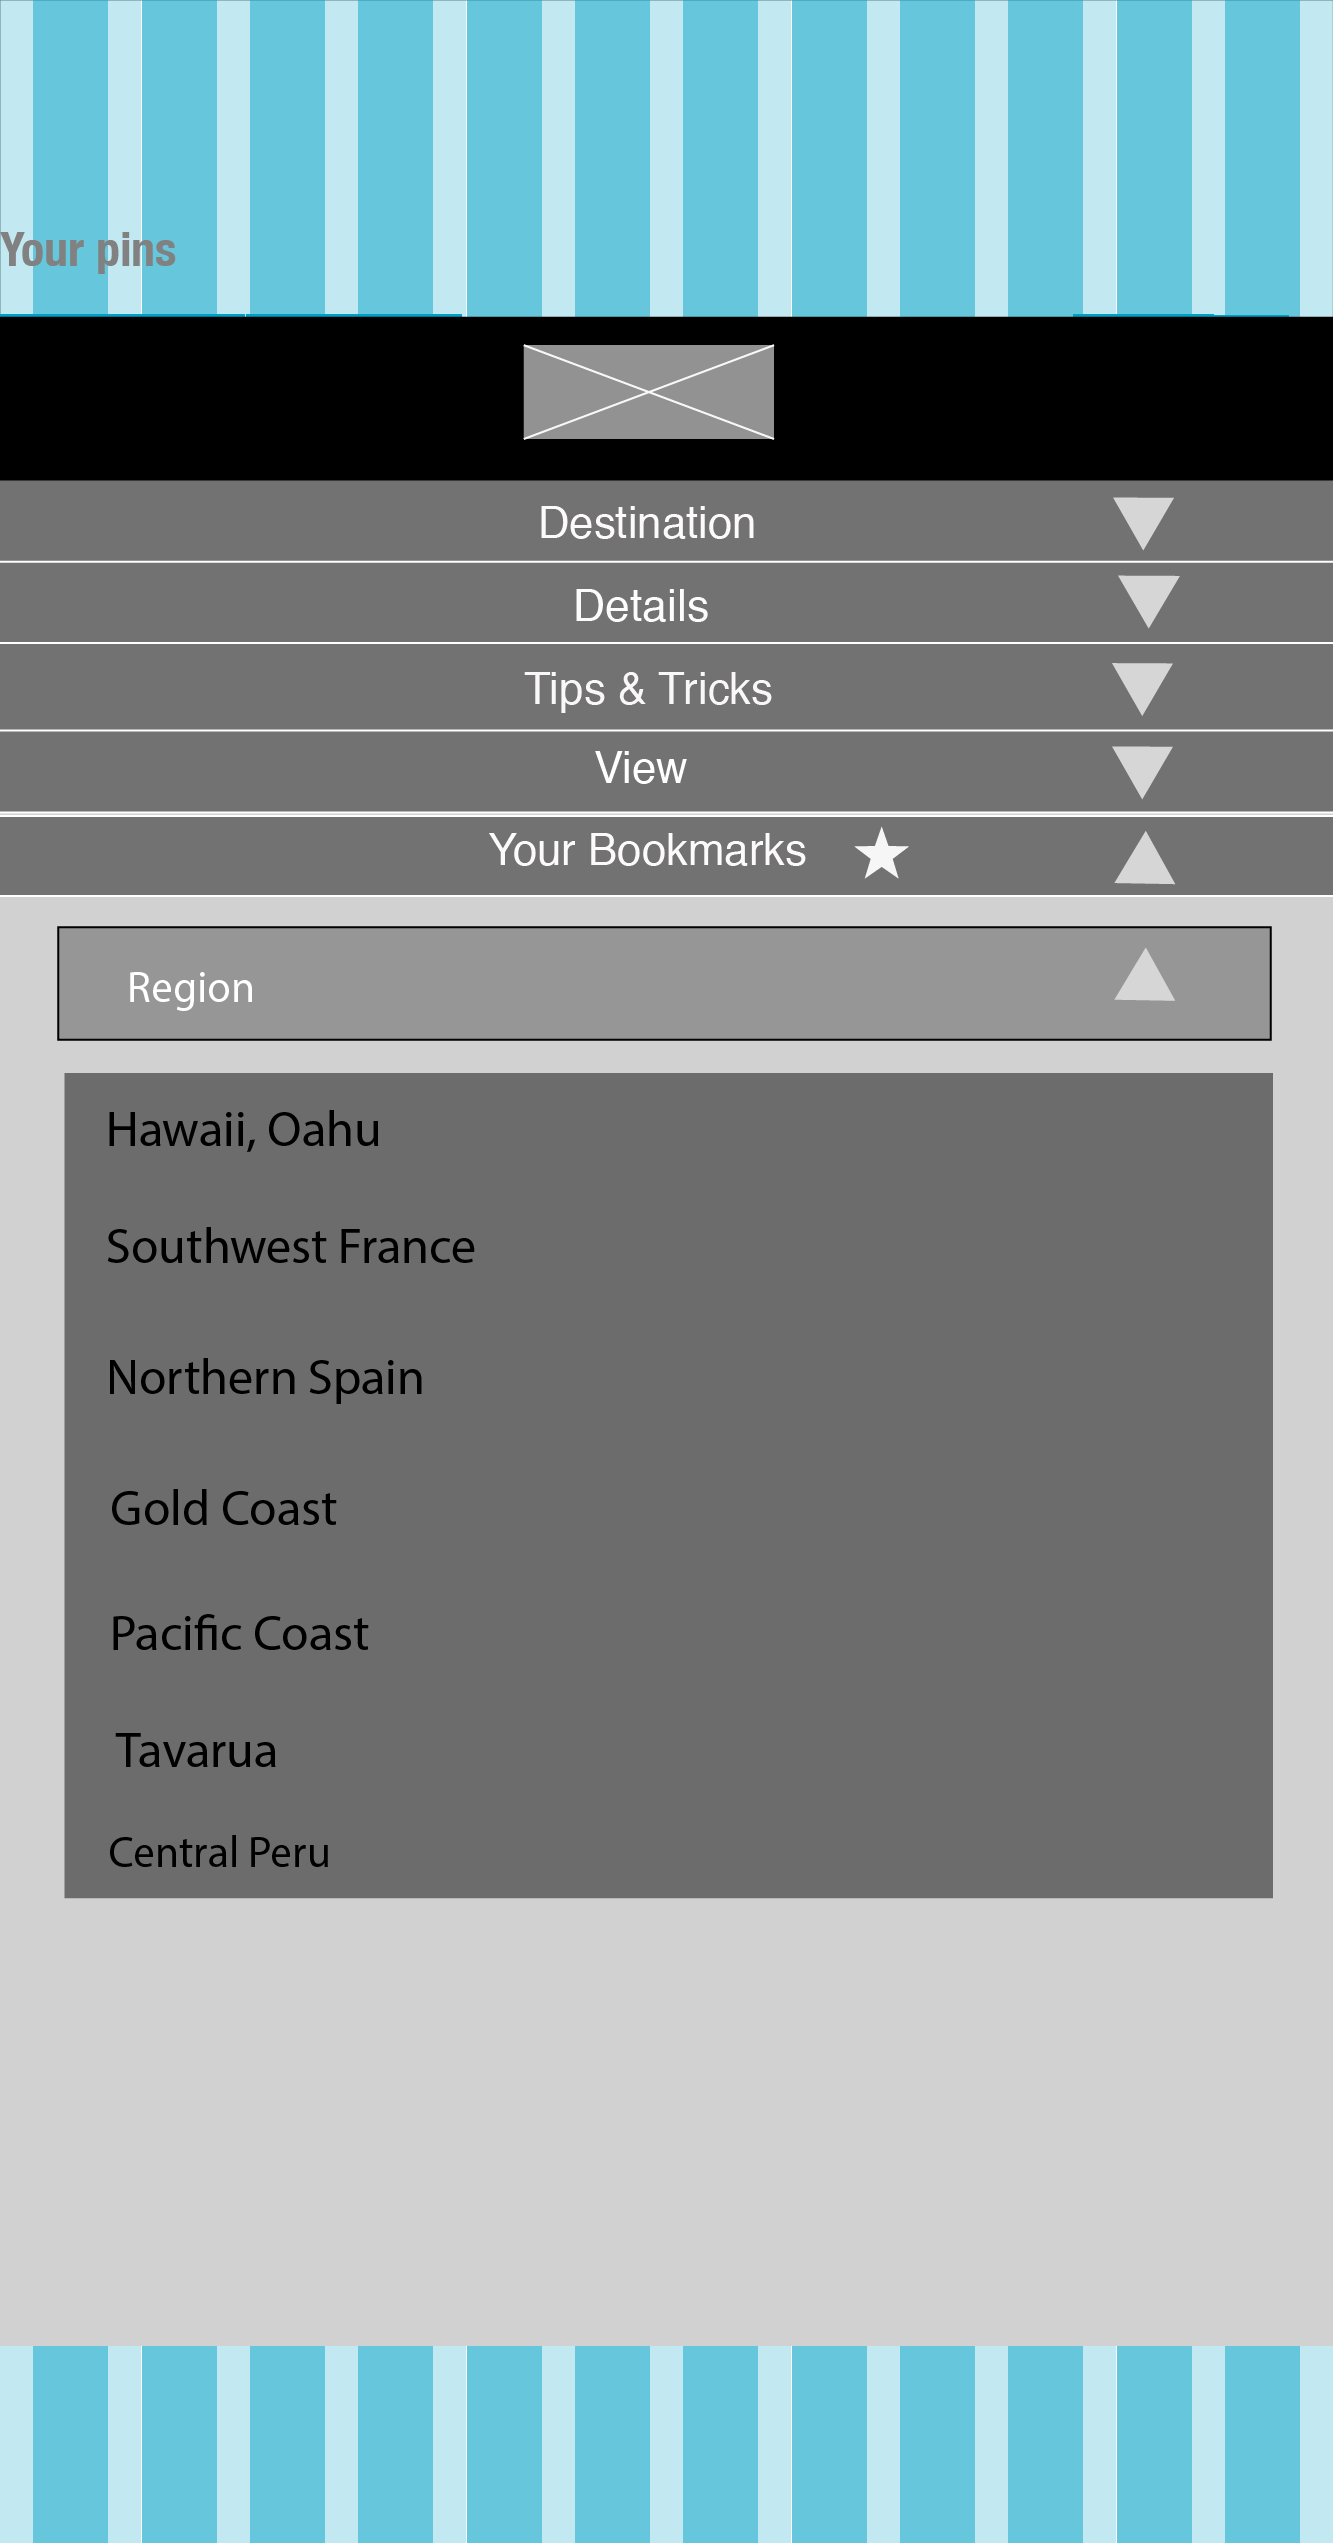 Your pins
Destination
Details
Tips & Tricks
View
Your Bookmarks
Region
Hawaii, Oahu
Southwest France
Northern Spain
Gold Coast
Pacific Coast
Tavarua
Central Peru